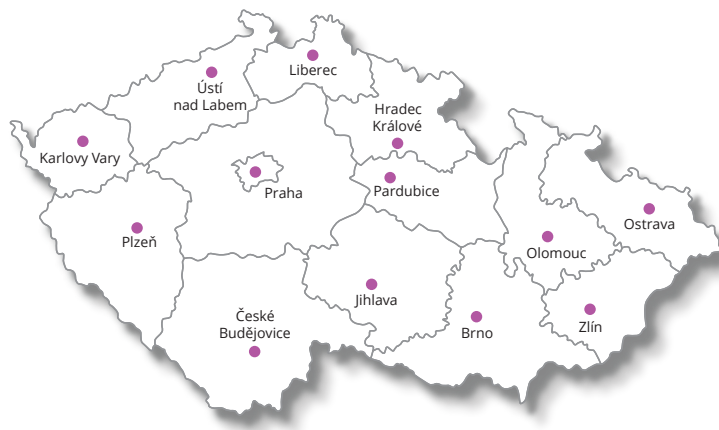 Liberec
Ústí
nad Labem
Hradec
Králové
Karlovy Vary
Praha
Pardubice
Plzeň
Ostrava
Olomouc
Jihlava
České
Budějovice
Brno
Zlín